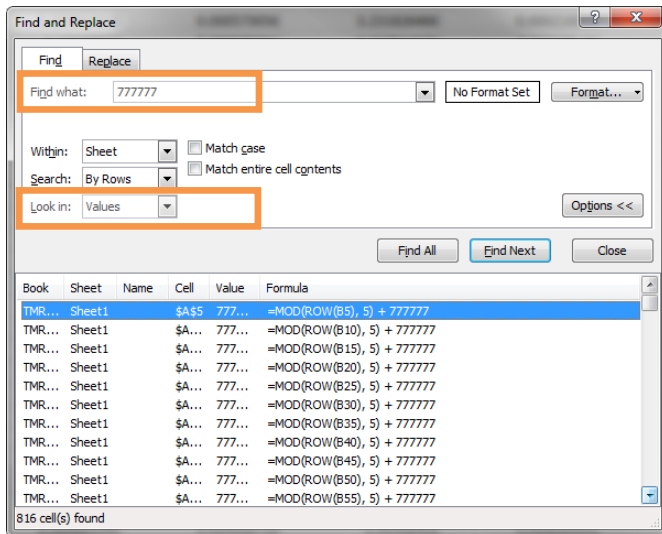 Find and Replace
Find Replace
Find what: 777777 No Format Set Format...
Within: Sheet Match case
Match entire cell contents
Search: By Rows
Look in: Values Options <<
Find All Find Next Close
Book Sheet Name Cell Value Formula
TMR... Sheet1 $A$5 777... =MOD(ROW(B5), 5) + 777777
TMR... Sheet1 $A... 777... =MOD(ROW(B10), 5) + 777777
TMR... Sheet1 $A... 777... =MOD(ROW(B15), 5) + 777777
TMR... Sheet1 $A... 777... =MOD(ROW(B20), 5) + 777777
TMR... Sheet1 $A... 777... =MOD(ROW(B25), 5) + 777777
TMR... Sheet1 $A... 777... =MOD(ROW(B30), 5) + 777777
TMR... Sheet1 $A... 777... =MOD(ROW(B35), 5) + 777777
TMR... Sheet1 $A... 777... =MOD(ROW(B40), 5) + 777777
TMR... Sheet1 $A... 777... =MOD(ROW(B45), 5) + 777777
TMR... Sheet1 $A... 777... =MOD(ROW(B50), 5) + 777777
TMR... Sheet1 $A... 777... =MOD(ROW(B55), 5) + 777777
816 cell(s) found